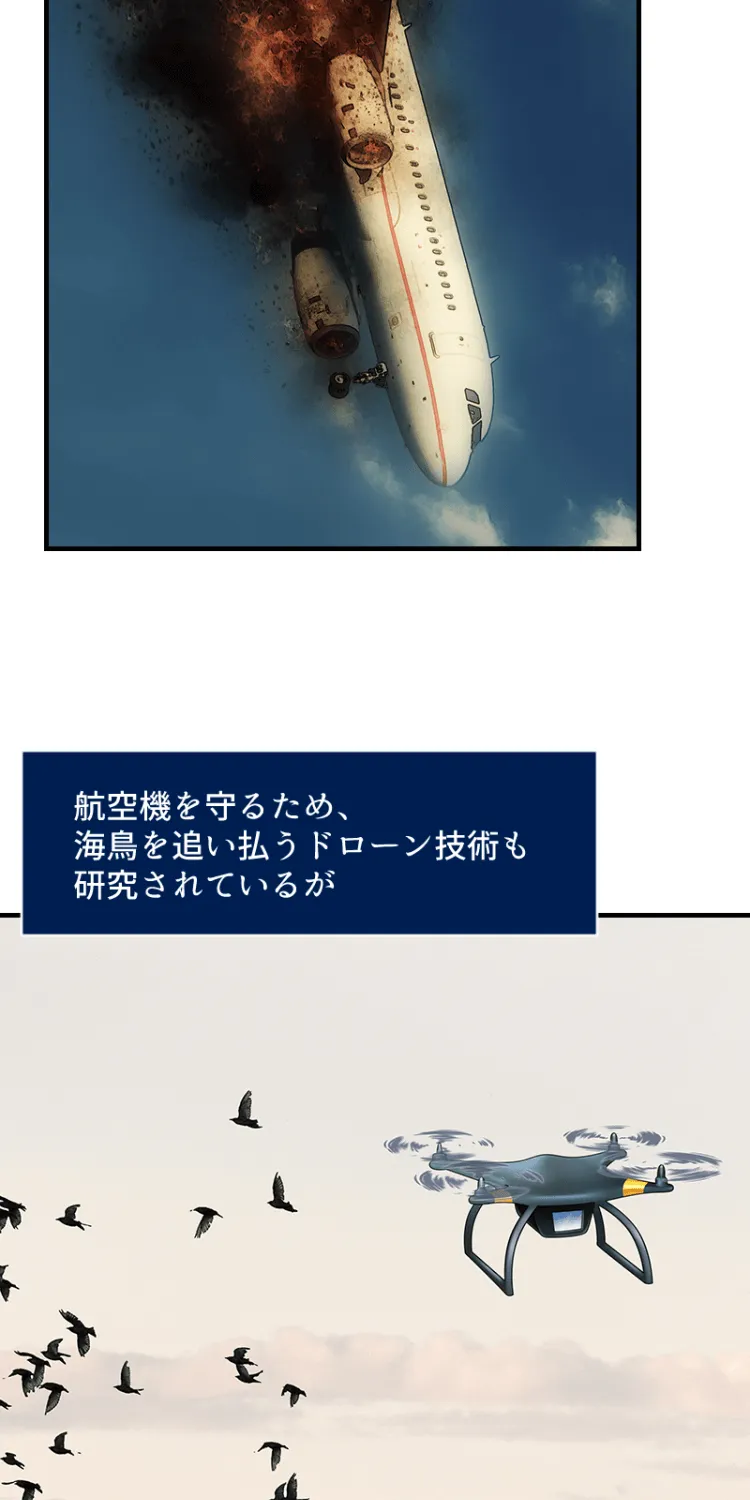 航空機を守るため、
海鳥を追い払うドローン技術も
研究されているが